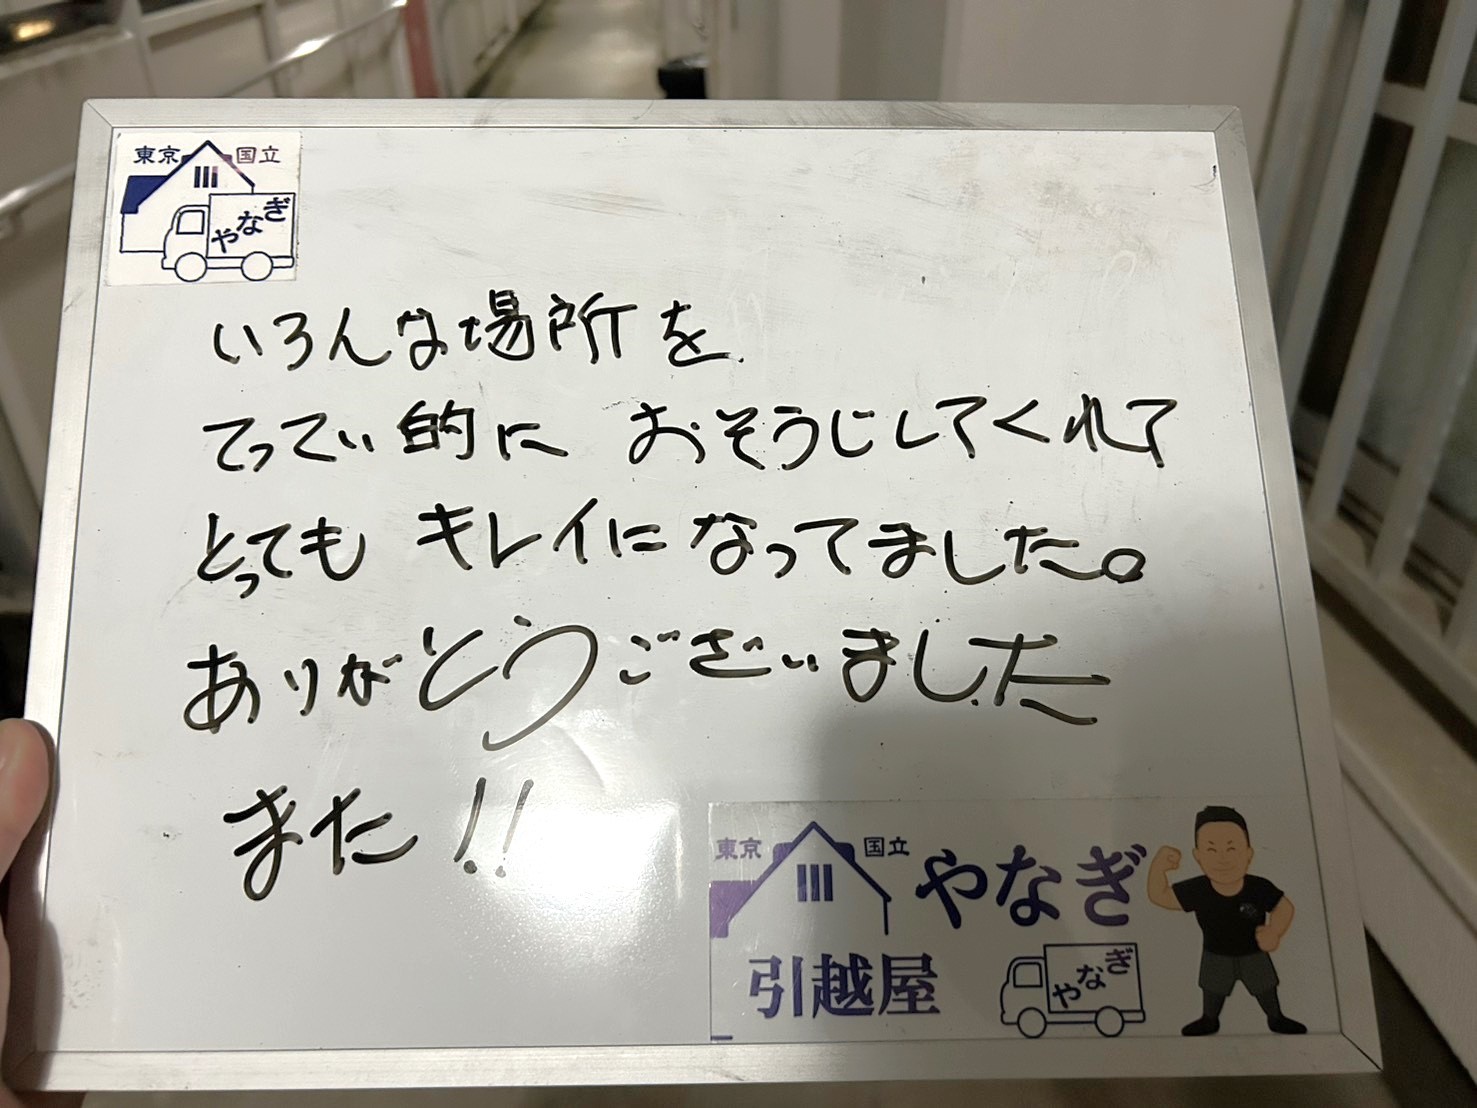 東京 国立
やなぎ
いろんな場所を
てってい的に おそうじしてくれて
とっても キレイになってました。
ありがとうございました
また!!
東京 国立 やなぎ
引越屋
やなぎ